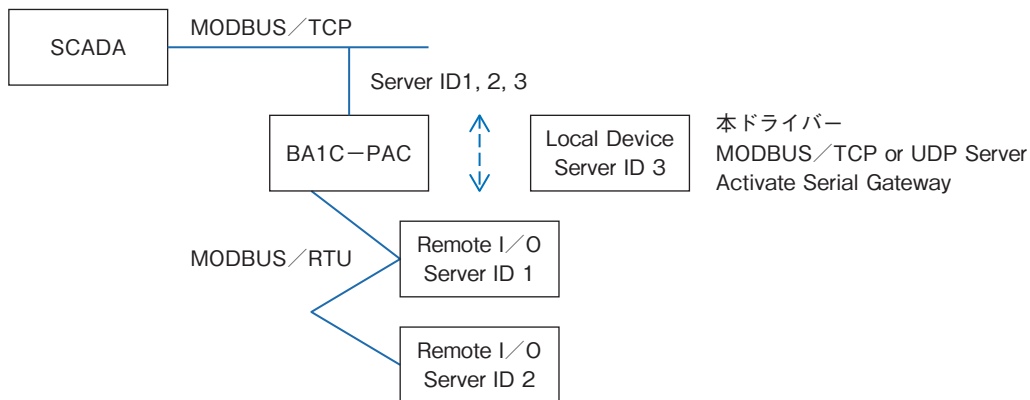 MODBUS／TCP
SCADA
Server ID1, 2, 3
BA1C－PAC
Local Device
Server ID 3
本ドライバー
MODBUS／TCP or UDP Server
Activate Serial Gateway
MODBUS／RTU
Remote I／O
Server ID 1
Remote I／O
Server ID 2